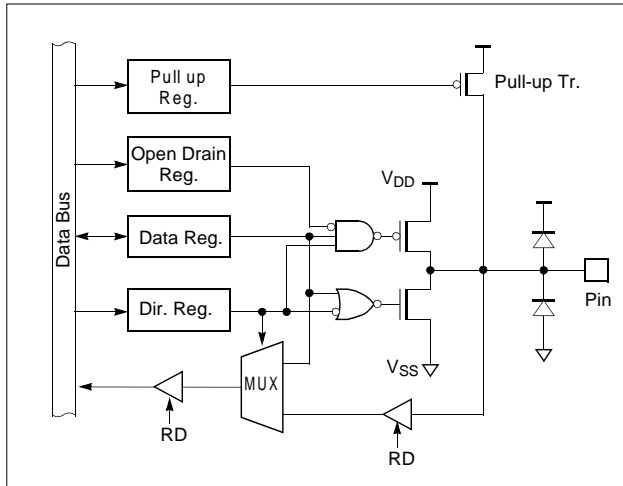 Pull up
Reg.
Pull-up Tr.
Open Drain
Reg.
VDD
Data Bus
Data Reg.
Dir. Reg.
Pin
VSS
MUX
RD
RD